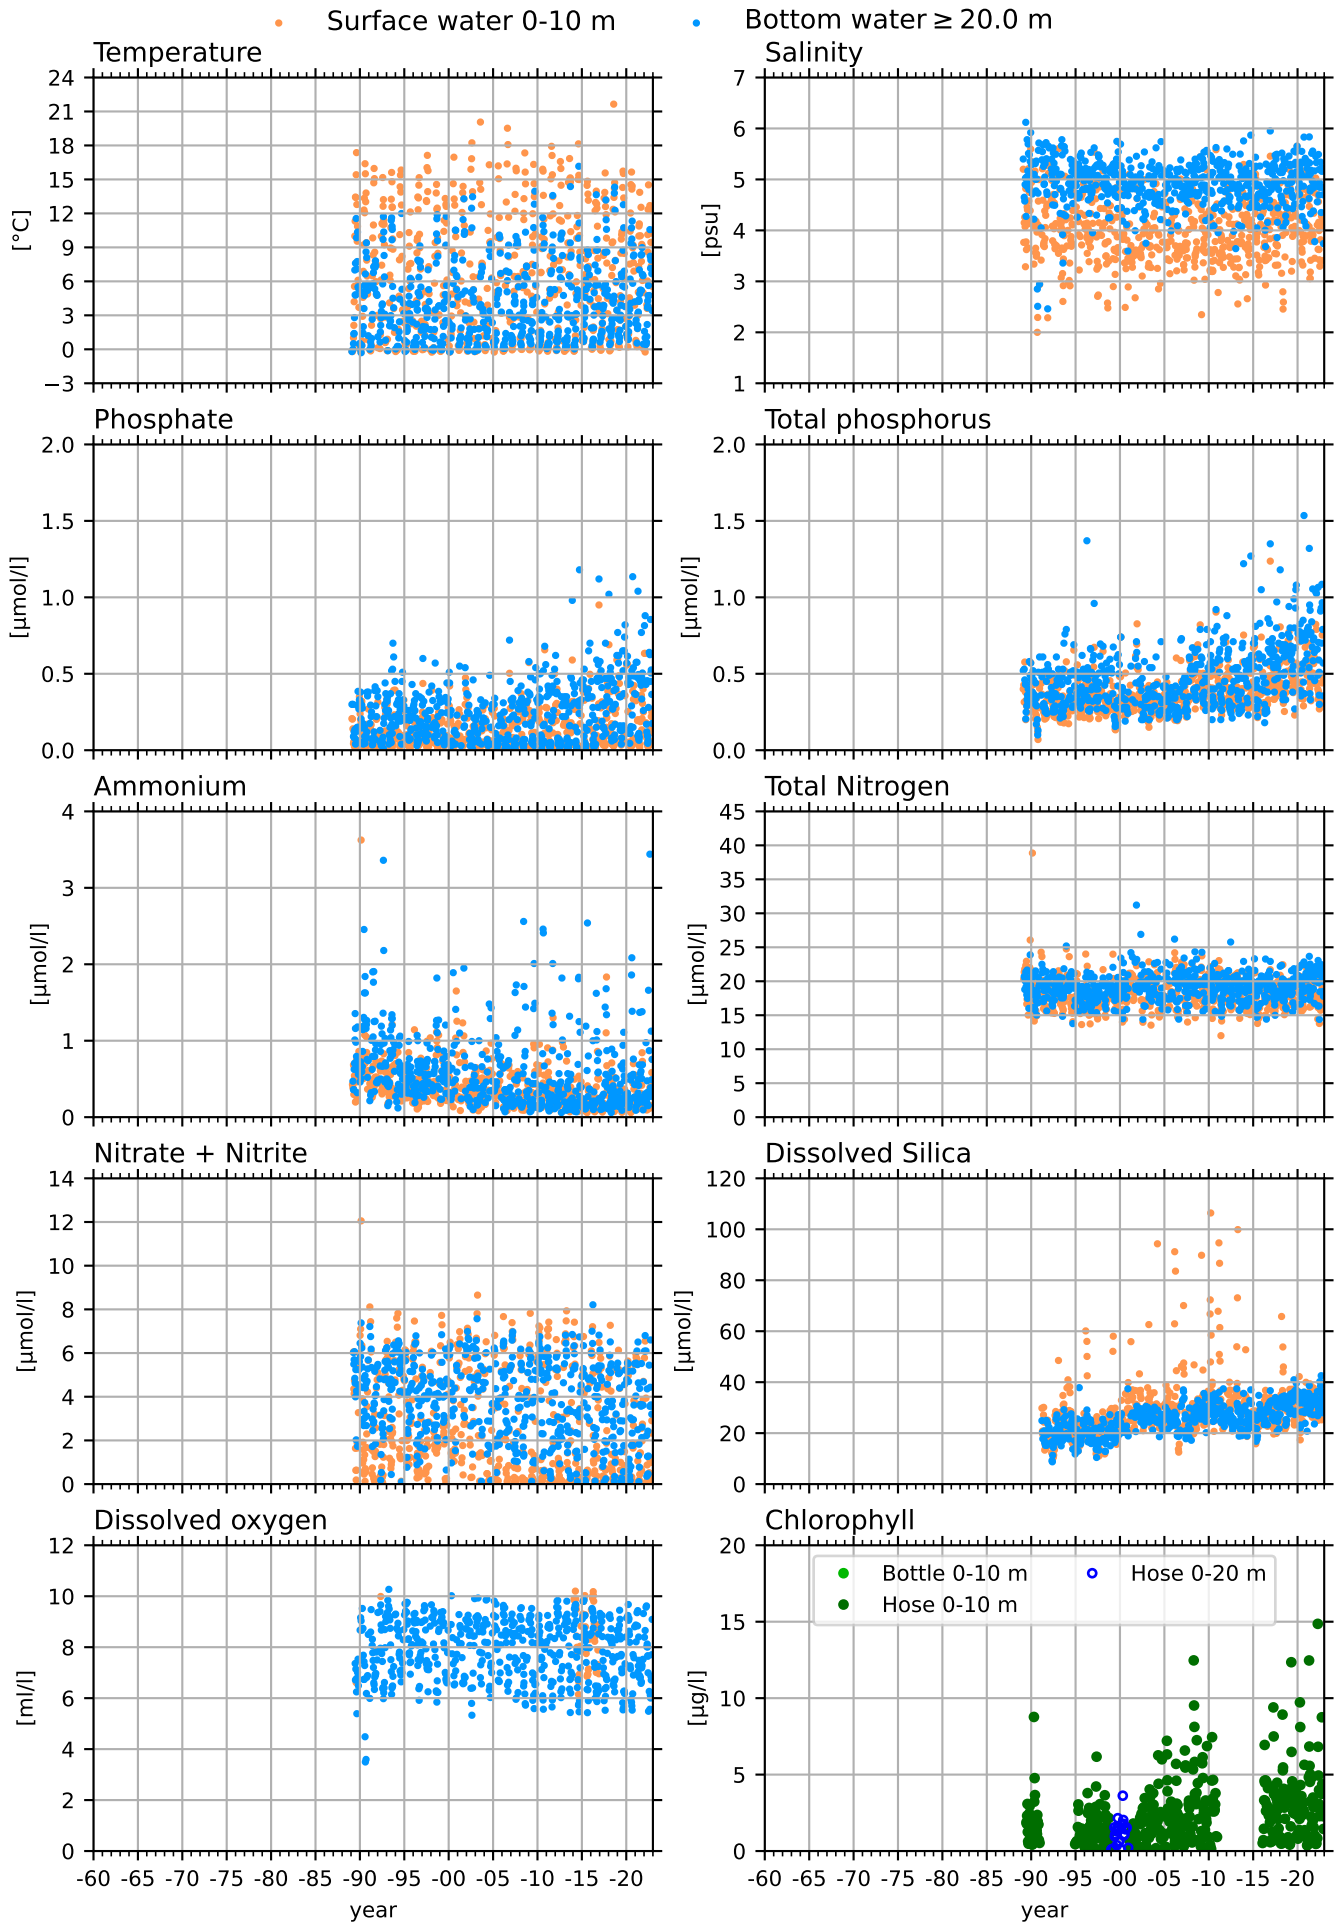 Surface water 0-10 m Bottom water ≥ 20.0 m
Temperature Salinity
24 7
21
18 6
15 5
12
9 4
6 3
3
0 2
−3 1
[°C] [psu]
Phosphate Total phosphorus
2.0 2.0
1.5 1.5
1.0 1.0
0.5 0.5
0.0 0.0
[µmol/l] [µmol/l]
Ammonium Total Nitrogen
4 45
40
3 35
30
2 25
20
1 15
10
5
0 0
[µmol/l] [µmol/l]
Nitrate + Nitrite Dissolved Silica
14 120
12 100
10 80
8
6 60
4 40
2 20
0 0
[µmol/l] [µmol/l]
Dissolved oxygen Chlorophyll
12 20
Bottle 0-10 m Hose 0-20 m
Hose 0-10 m
10 15
8
6 10
4 5
2
0 0
[ml/l] [µg/l]
-60 -65 -70 -75 -80 -85 -90 -95 -00 -05 -10 -15 -20 -60 -65 -70 -75 -80 -85 -90 -95 -00 -05 -10 -15 -20
year year